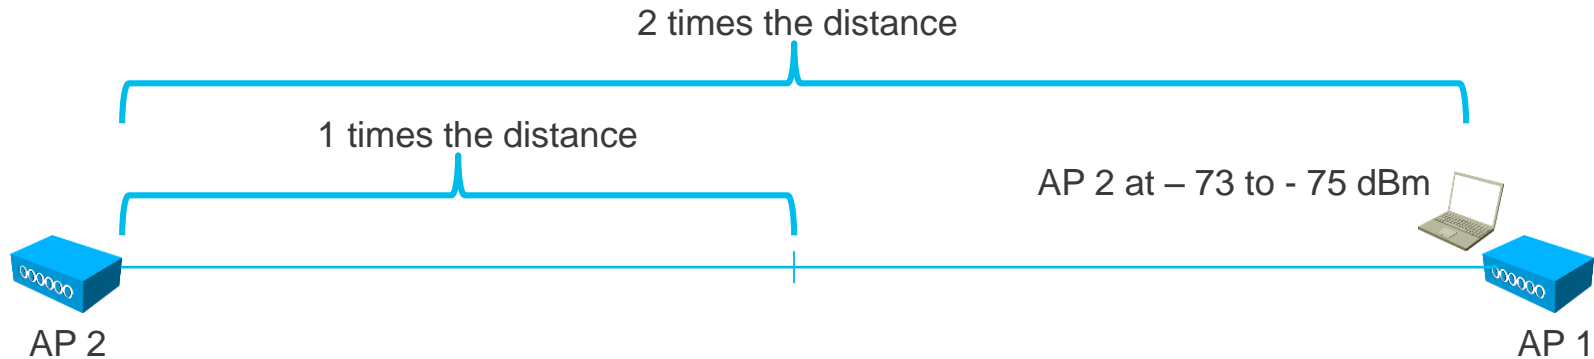 2 times the distance
1 times the distance
AP 2 at – 73 to - 75 dBm
AP 2
AP 1